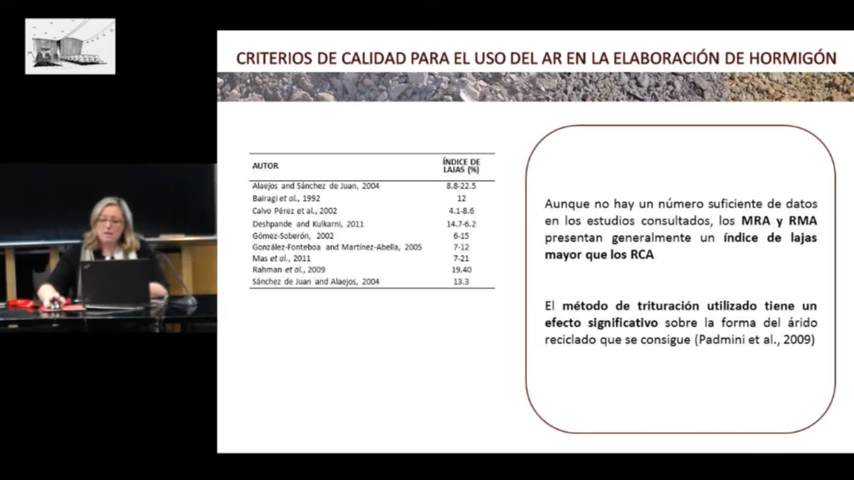 CRITERIOS DE CALIDAD PARA EL USO DEL AR EN LA ELABORACIÓN DE HORMIGÓN
AUTOR ÍNDICE DE LAJAS (%)
Alaejos and Sánchez de Juan, 2004 8.8-22.5
Bairagi et al., 1992 12
Calvo Pérez et al., 2002 4.1-8.6
Deshpande and Kulkarni, 2011 14.7-6.2
Gómez-Soberón, 2002 6-15
González-Fonteboa and Martínez-Abella, 2005 7-12
Mas et al., 2011 7-21
Rahman et al., 2009 19.40
Sánchez de Juan and Alaejos, 2004 13.3
Aunque no hay un número suficiente de datos
en los estudios consultados, los MRA y RMA
presentan generalmente un índice de lajas
mayor que los RCA
El método de trituración utilizado tiene un
efecto significativo sobre la forma del árido
reciclado que se consigue (Padmini et al., 2009)